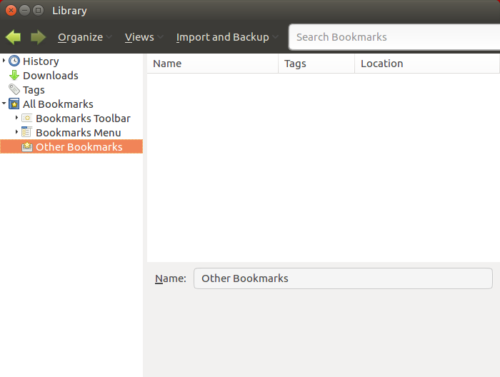 Library
Organize Views Import and Backup Search Bookmarks
History
Downloads
Tags
All Bookmarks
Bookmarks Toolbar
Bookmarks Menu
Other Bookmarks
Name Tags Location
Name: Other Bookmarks